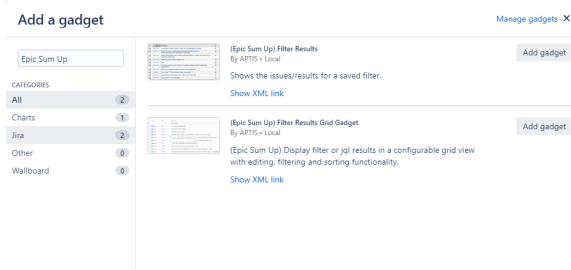 Add a gadget
Manage gadgets ×
Epic Sum Up
CATEGORIES
All 2
Charts 1
Jira 2
Other 0
Wallboard 0
(Epic Sum Up) Filter Results
By APTIS • Local
Shows the issues/results for a saved filter.
Show XML link
Add gadget
(Epic Sum Up) Filter Results Grid Gadget
By APTIS • Local
(Epic Sum Up) Display filter or jql results in a configurable grid view
with editing, filtering and sorting functionality.
Show XML link
Add gadget